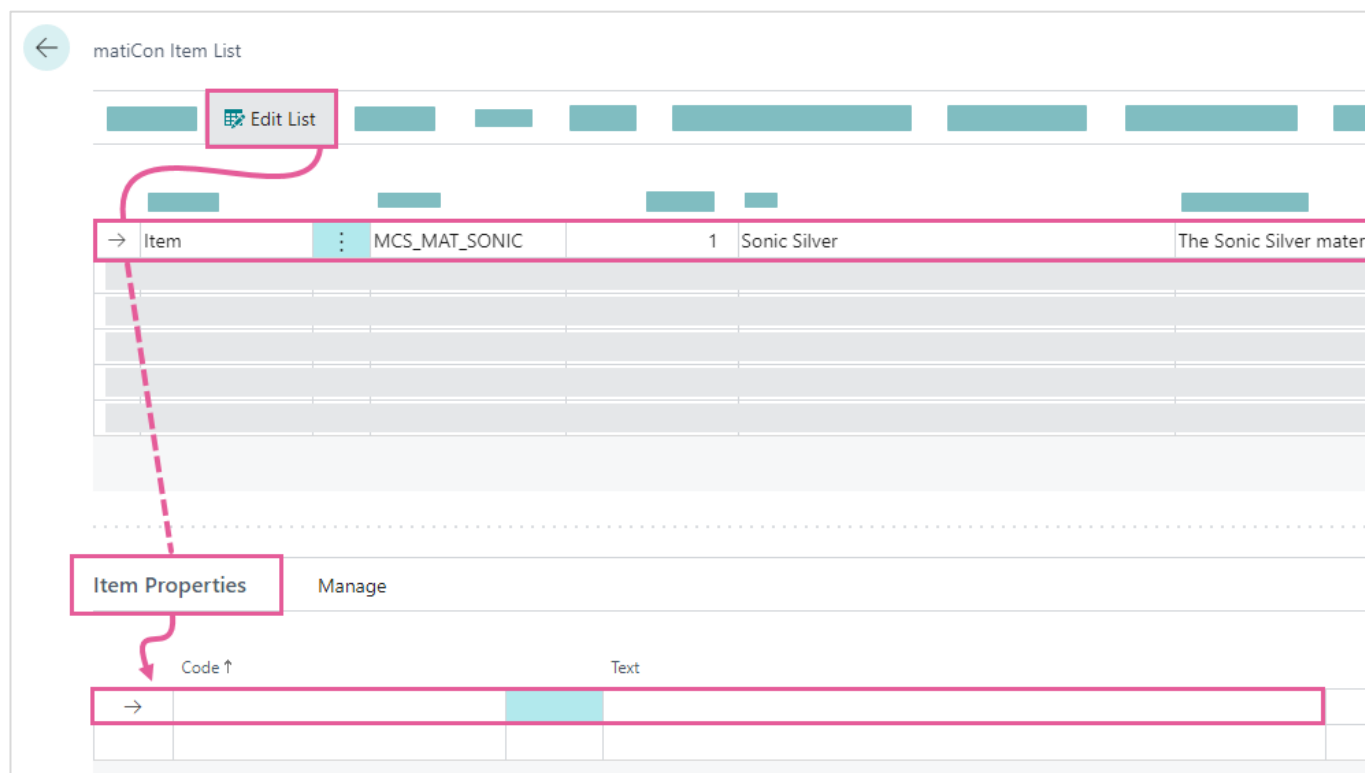 matiCon Item List
Edit List
Item MCS_MAT_SONIC 1 Sonic Silver The Sonic Silver mater
Item Properties Manage
Code Text